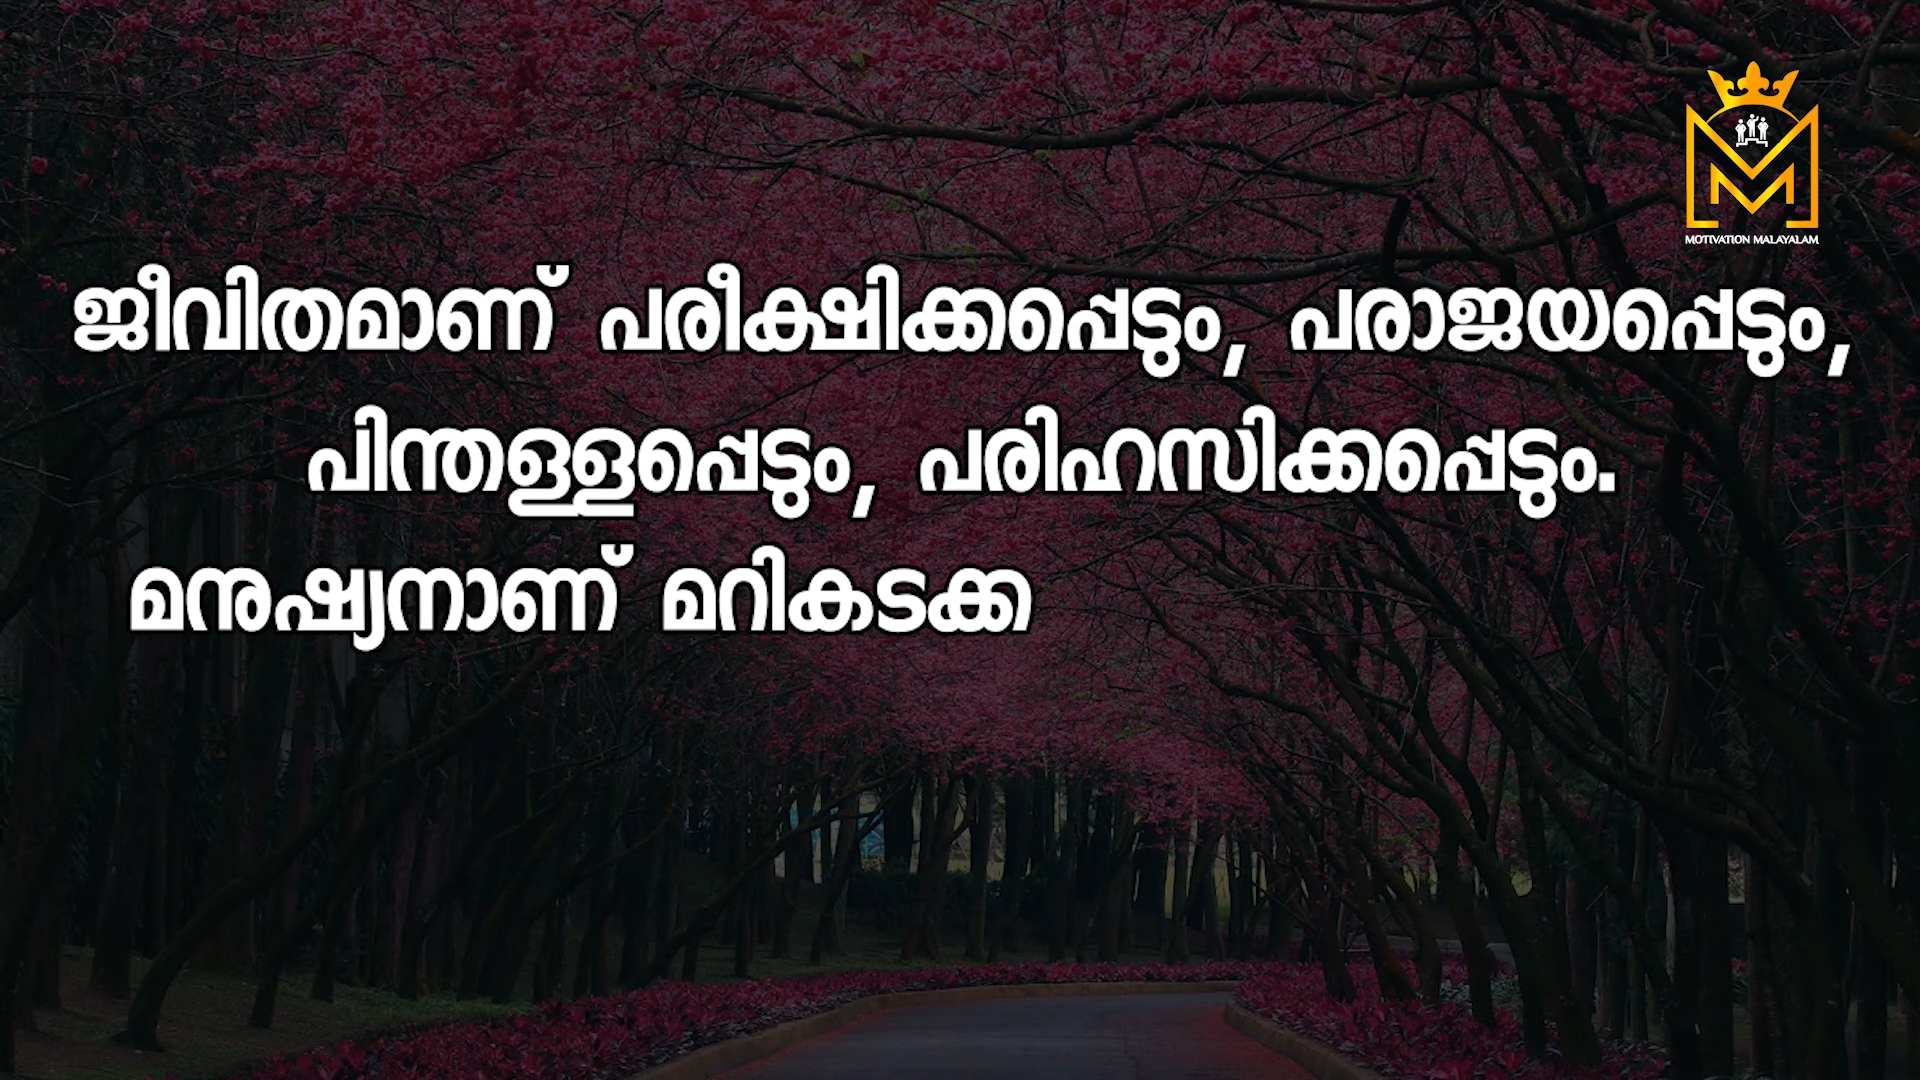 MOTIVATION MALAYALAM
ജീവിതമാണ് പരീക്ഷിക്കപ്പെടും, പരാജയപ്പെടും,
പിന്തള്ളപ്പെടും, പരിഹസിക്കപ്പെടും.
മനുഷ്യനാണ് മറികടക്ക